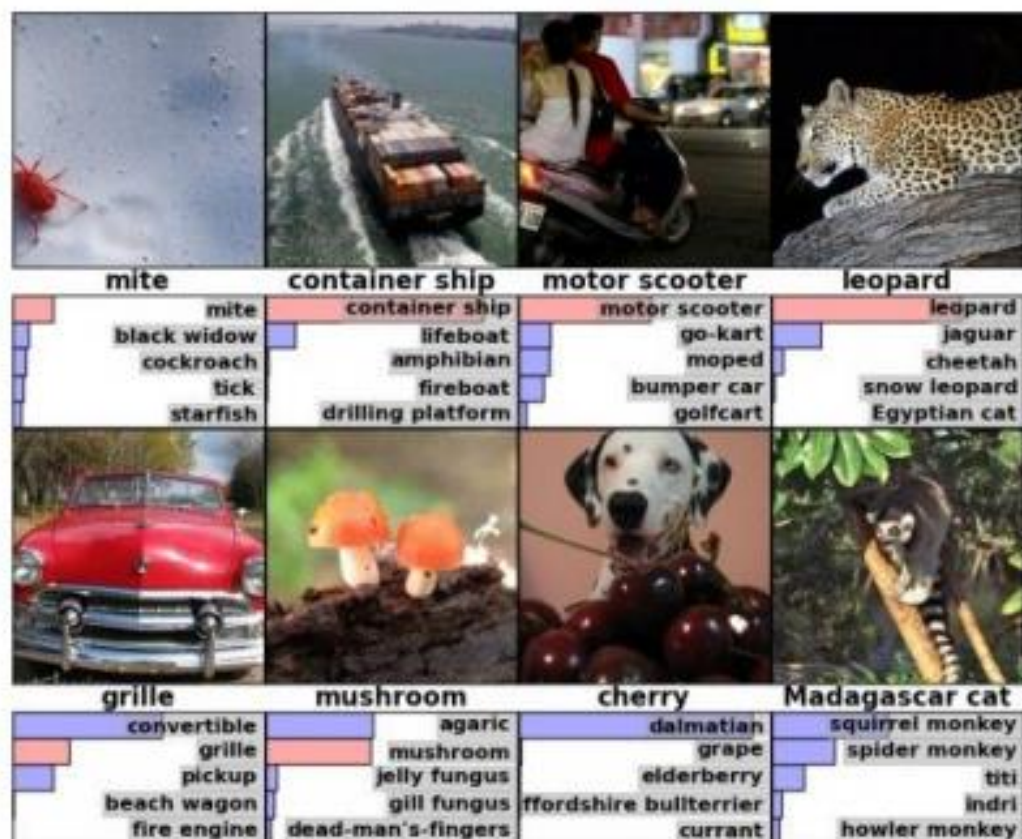 mite
container ship
motor scooter
leopard
mite
black widow
cockroach
tick
starfish
container ship
lifeboat
amphibian
fireboat
drilling platform
motor scooter
go-kart
moped
bumper car
golfcart
leopard
jaguar
cheetah
snow leopard
Egyptian cat
grille
mushroom
cherry
Madagascar cat
convertible
grille
pickup
beach wagon
fire engine
agaric
mushroom
jelly fungus
gill fungus
dead-man's-fingers
dalmatian
grape
elderberry
ffordshire bullterrier
currant
squirrel monkey
spider monkey
titi
indri
howler monkey